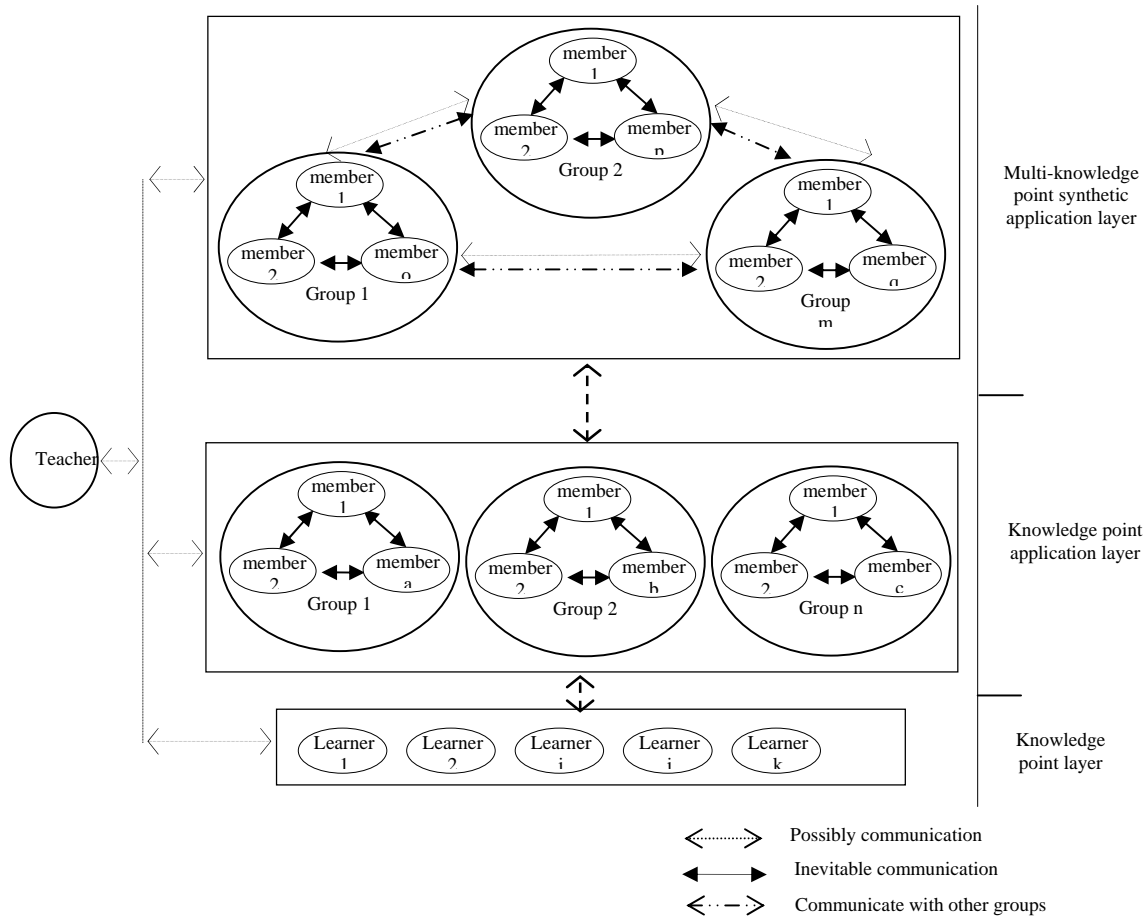 member
1
member
2
member
Group 2
member
1
member
2
member
o
Group 1
member
1
member
2
member
Group
m
Multi-knowledge
point synthetic
application layer
Teacher
member
1
member
2
member
a
Group 1
member
1
member
2
member
b
Group 2
member
1
member
2
member
c
Group n
Knowledge point
application layer
Learner
1
Learner
2
Learner
Learner
Learner
k
Knowledge
point layer
Possibly communication
Inevitable communication
Communicate with other groups